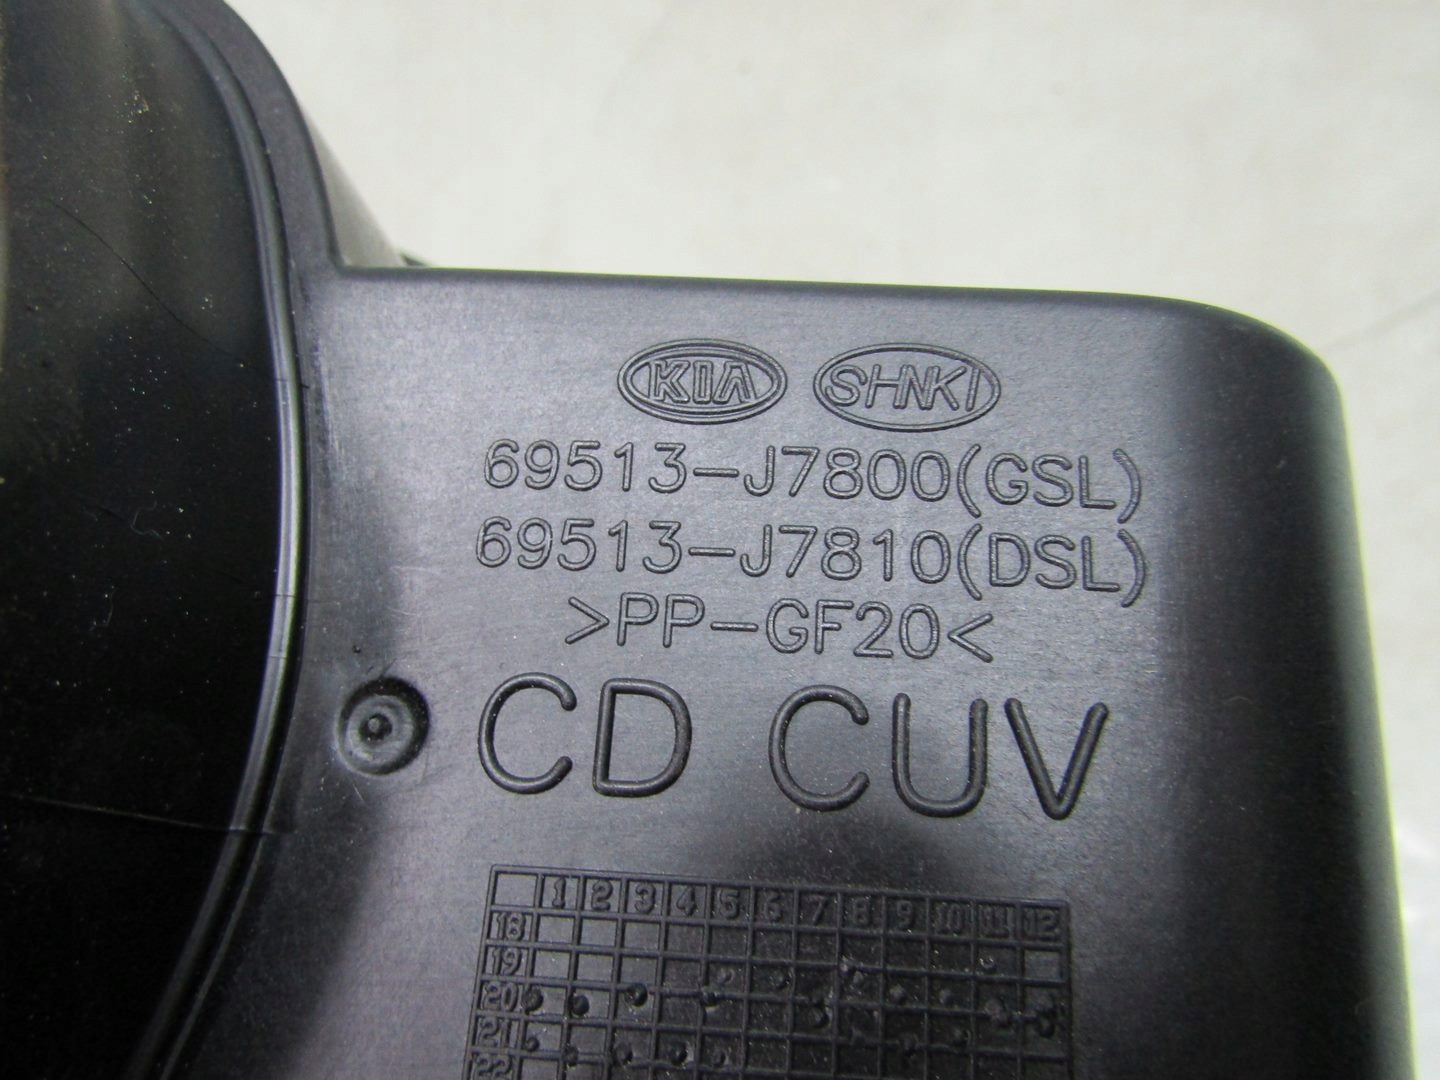 KIA SHNKI
69513-J7800(GSL)
69513-J7810(DSL)
>PP-GF20<
CD CUV
1 2 3 4 5 6 7 8 9 10 11 12
18
19
20
21
22